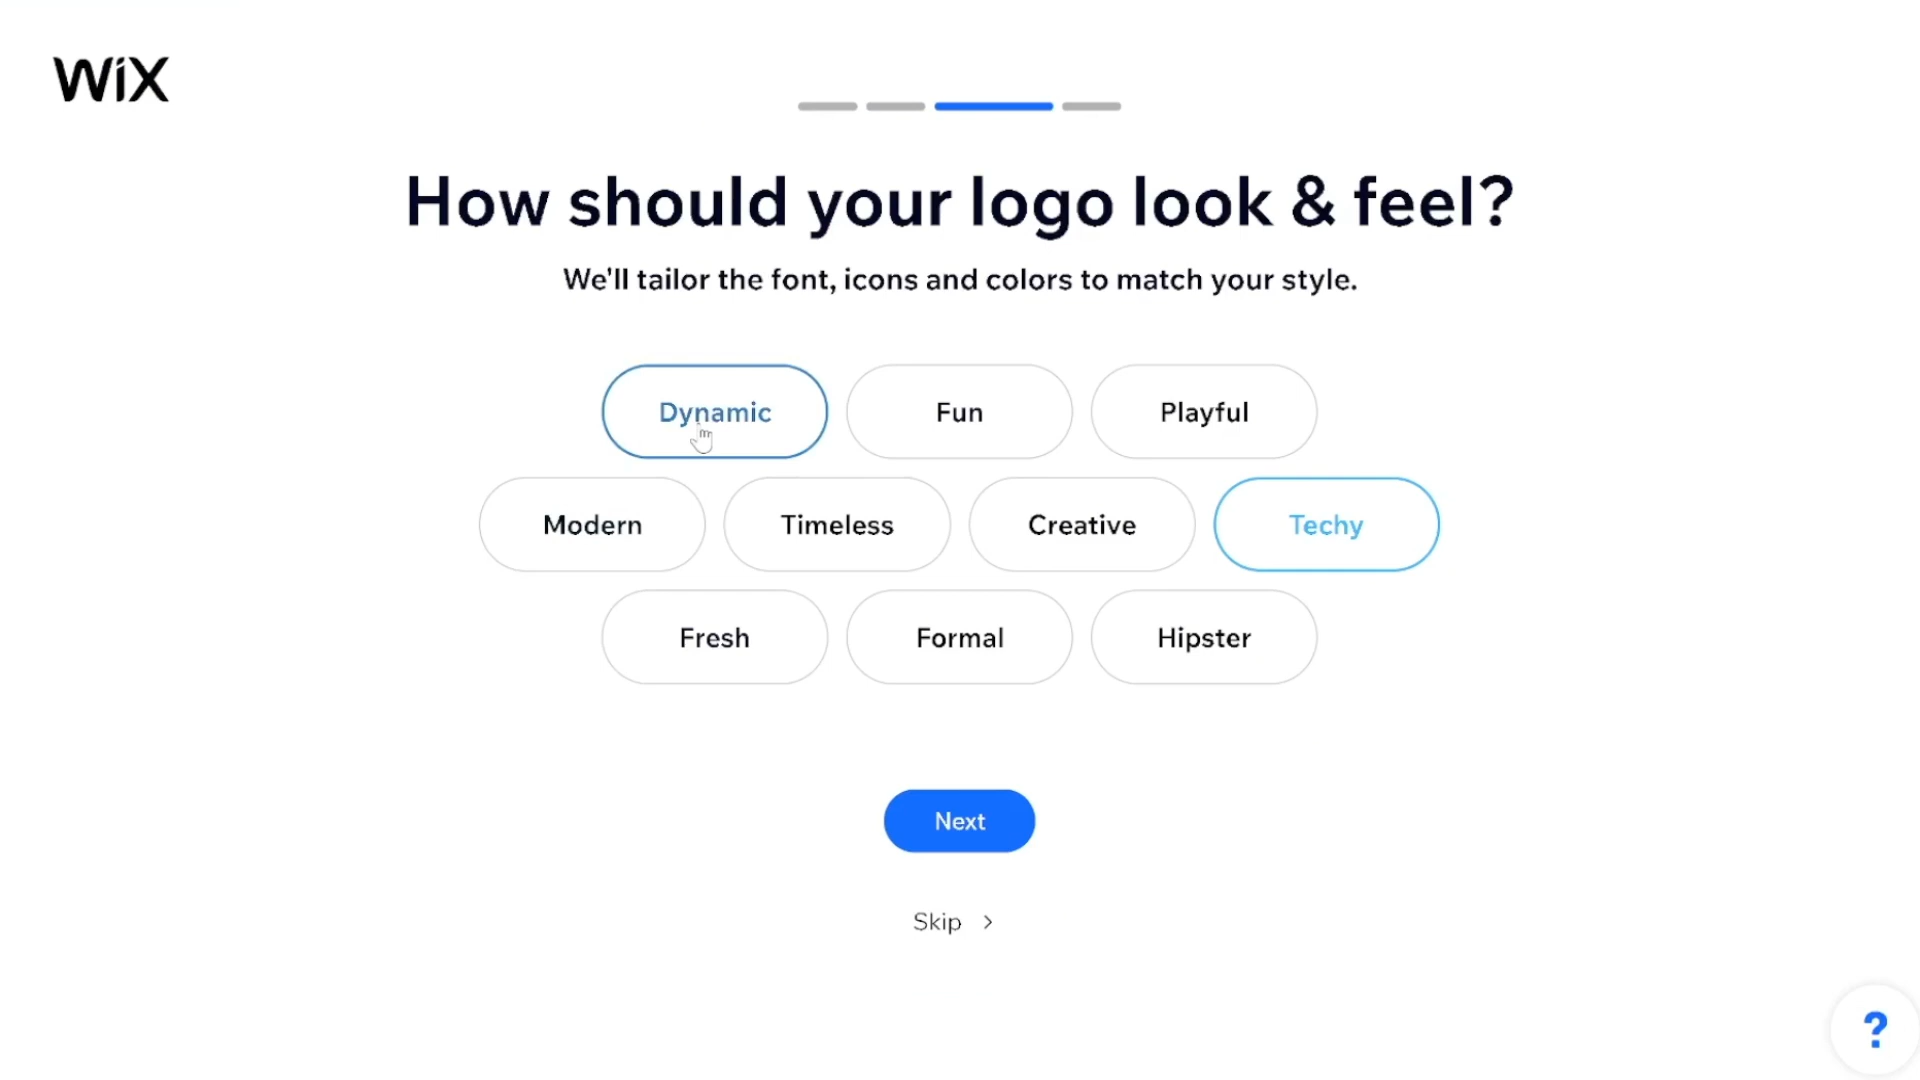 WiX
How should your logo look & feel?
We'll tailor the font, icons and colors to match your style.
Dynamic
Fun
Playful
Modern
Timeless
Creative
Techy
Fresh
Formal
Hipster
Next
Skip >
?